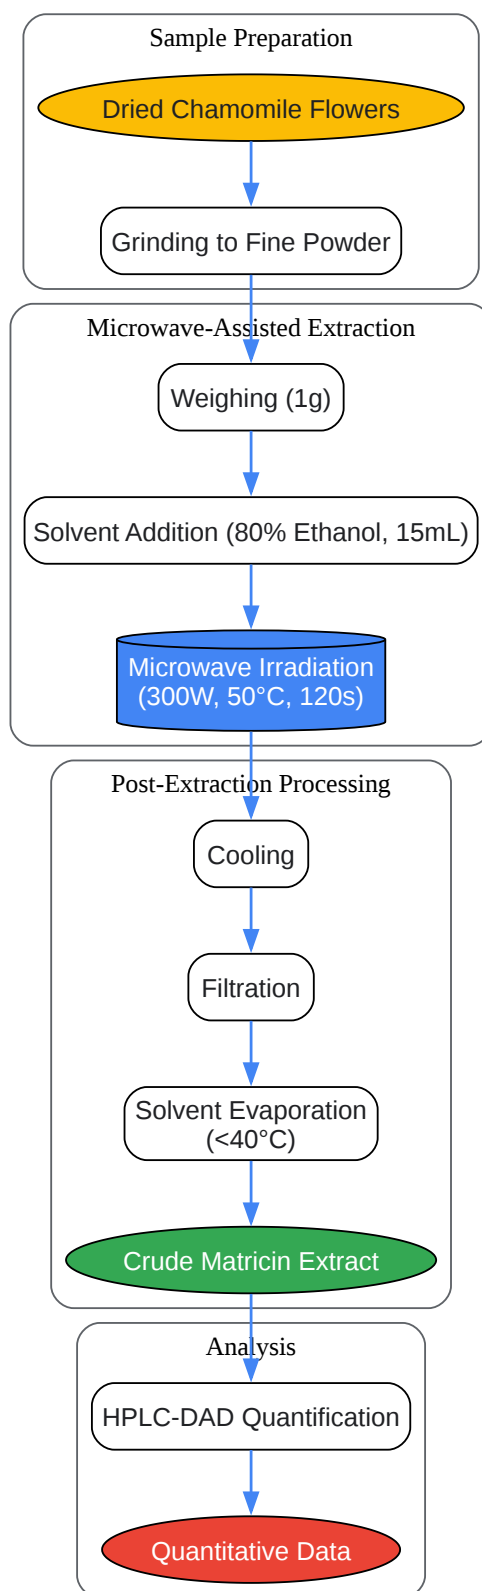 Sample Preparation
Dried Chamomile Flowers
Grinding to Fine Powder
Microwave-Assisted Extraction
Weighing (1g)
Solvent Addition (80% Ethanol, 15mL)
Microwave Irradiation
(300W, 50°C, 120s)
Post-Extraction Processing
Cooling
Filtration
Solvent Evaporation
(<40°C)
Crude Matricin Extract
Analysis
HPLC-DAD Quantification
Quantitative Data